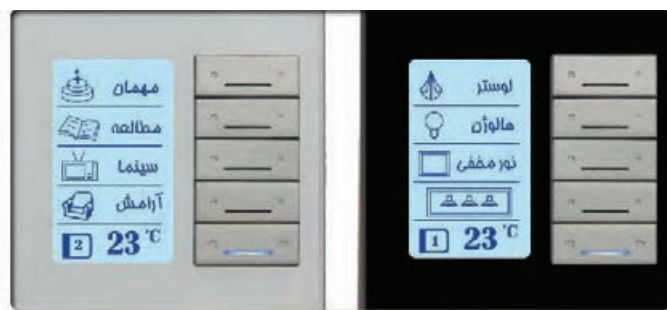 مهمان
مطالعه
سینما
آرامش
2 23 °C
لوستر
هالوژن
نور مخفی
1 23 °C